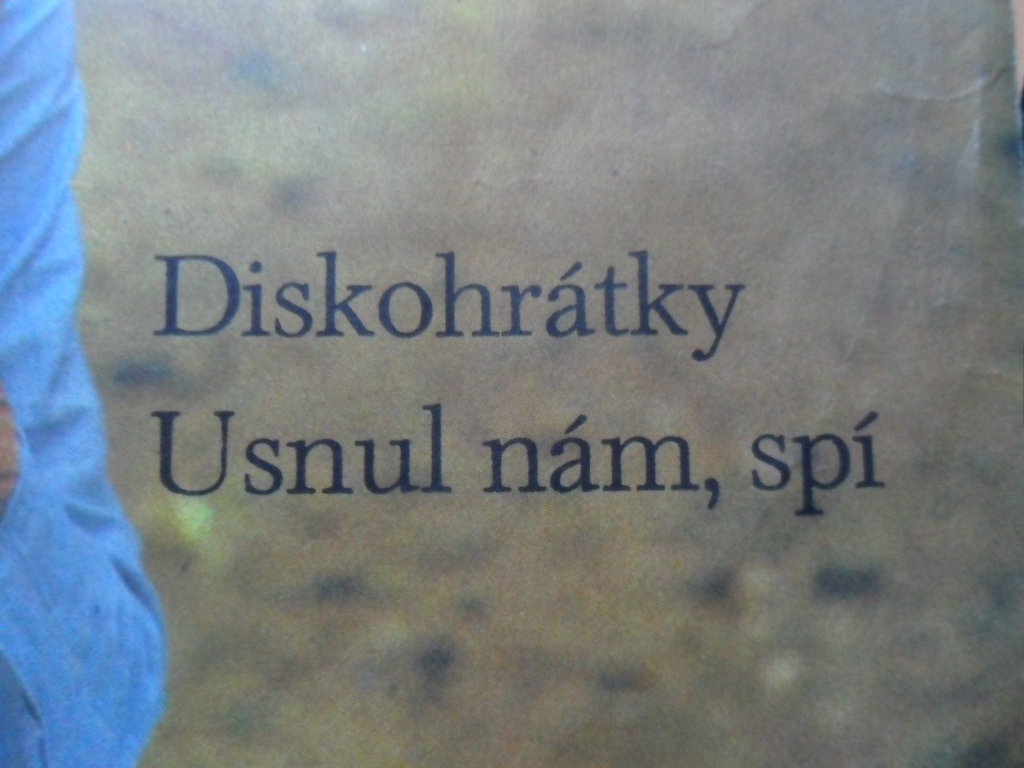 Diskohrátky
Usnul nám, spí